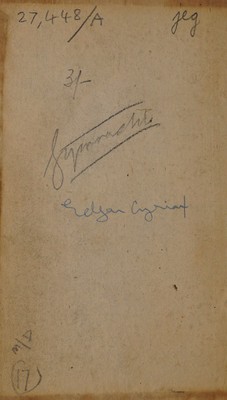 27,448/A jeg
3/-
Gymnastic
Edgar Cyriax
17